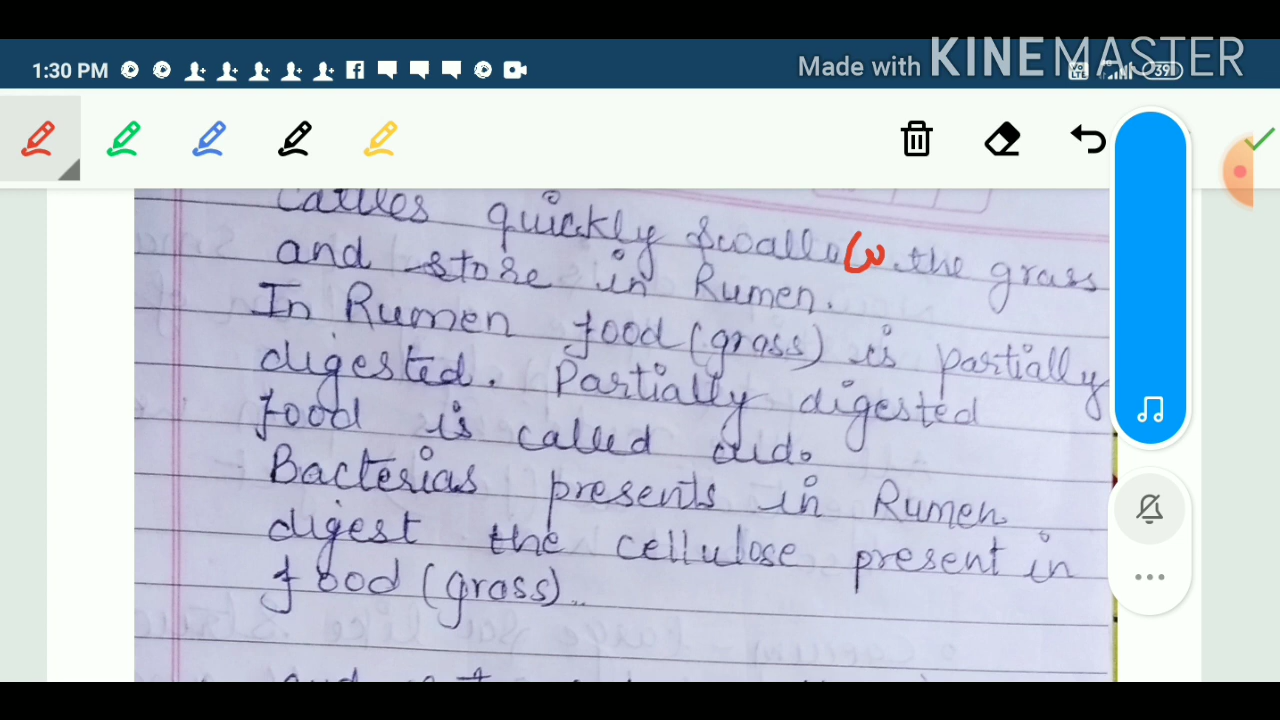 Made with KINEMASTER
1:30 PM
39
Cattles quickly swallow the grass
and store in Rumen.
In Rumen food (grass) is partially
digested. Partially digested
food is called cud.
Bacterias presents in Rumen
digest the cellulose present in
food (grass).